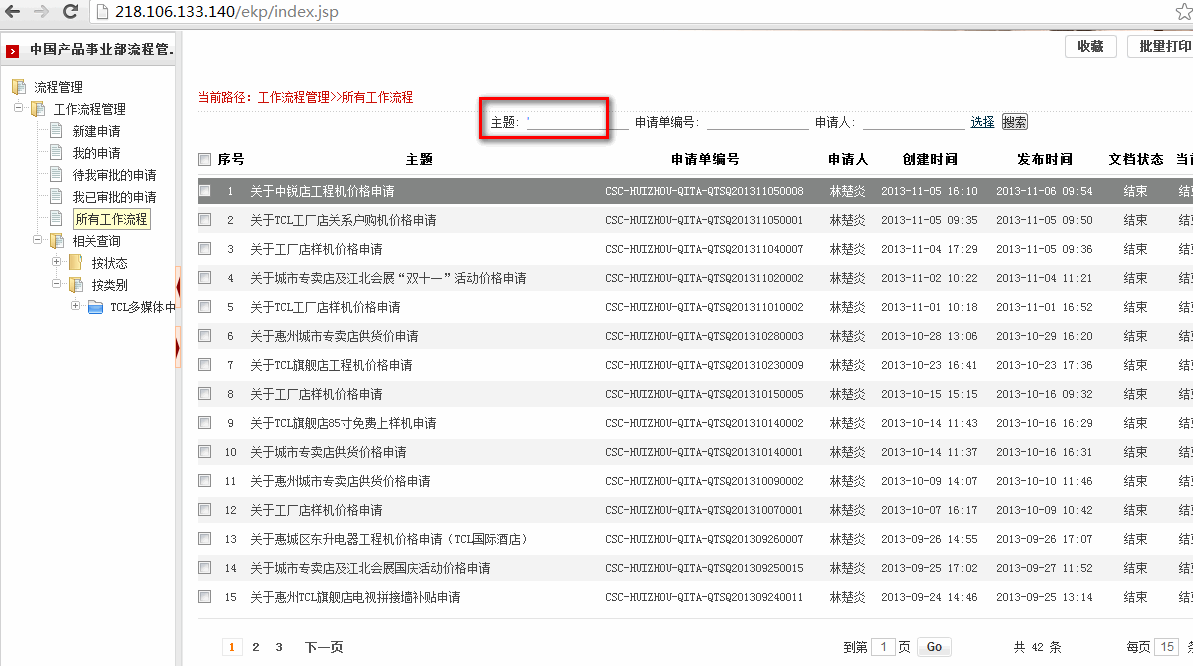 218.106.133.140/ekp/index.jsp
中国产品事业部流程管.
收藏 批量打印
流程管理
工作流程管理
新建申请
我的申请
待我审批的申请
我已审批的申请
所有工作流程
相关查询
按状态
按类别
TCL多媒体中
当前路径: 工作流程管理>>所有工作流程
主题: ' 申请单编号: 申请人: 选择 搜索
序号 主题 申请单编号 申请人 创建时间 发布时间 文档状态 当前
1 关于中锐店工程机价格申请 CSC-HUIZHOU-QITA-QTSQ201311050008 林楚炎 2013-11-05 16:10 2013-11-06 09:54 结束 结
2 关于TCL工厂店关系户购机价格申请 CSC-HUIZHOU-QITA-QTSQ201311050001 林楚炎 2013-11-05 09:35 2013-11-05 09:50 结束 结
3 关于工厂店样机价格申请 CSC-HUIZHOU-QITA-QTSQ201311040007 林楚炎 2013-11-04 17:29 2013-11-05 09:36 结束 结
4 关于城市专卖店及江北会展“双十一”活动价格申请 CSC-HUIZHOU-QITA-QTSQ201311020002 林楚炎 2013-11-02 10:22 2013-11-04 11:21 结束 结
5 关于TCL工厂店样机价格申请 CSC-HUIZHOU-QITA-QTSQ201311010002 林楚炎 2013-11-01 10:18 2013-11-01 16:52 结束 结
6 关于惠州城市专卖店供货价申请 CSC-HUIZHOU-QITA-QTSQ201310280003 林楚炎 2013-10-28 13:06 2013-10-29 16:20 结束 结
7 关于TCL旗舰店工程机价格申请 CSC-HUIZHOU-QITA-QTSQ201310230009 林楚炎 2013-10-23 16:41 2013-10-23 17:36 结束 结
8 关于工厂店样机价格申请 CSC-HUIZHOU-QITA-QTSQ201310150005 林楚炎 2013-10-15 15:15 2013-10-16 09:32 结束 结
9 关于TCL旗舰店85寸免费上样机申请 CSC-HUIZHOU-QITA-QTSQ201310140002 林楚炎 2013-10-14 11:43 2013-10-16 16:29 结束 结
10 关于城市专卖店供货价格申请 CSC-HUIZHOU-QITA-QTSQ201310140001 林楚炎 2013-10-14 11:37 2013-10-16 16:31 结束 结
11 关于惠州城市专卖店供货价格申请 CSC-HUIZHOU-QITA-QTSQ201310090002 林楚炎 2013-10-09 14:07 2013-10-10 11:46 结束 结
12 关于工厂店样机价格申请 CSC-HUIZHOU-QITA-QTSQ201310070001 林楚炎 2013-10-07 16:17 2013-10-09 10:42 结束 结
13 关于惠城区东升电器工程机价格申请（TCL国际酒店） CSC-HUIZHOU-QITA-QTSQ201309260007 林楚炎 2013-09-26 14:55 2013-09-26 17:07 结束 结
14 关于城市专卖店及江北会展国庆活动价格申请 CSC-HUIZHOU-QITA-QTSQ201309250015 林楚炎 2013-09-25 17:02 2013-09-27 11:52 结束 结
15 关于惠州TCL旗舰店电视拼接墙补贴申请 CSC-HUIZHOU-QITA-QTSQ201309240011 林楚炎 2013-09-24 14:46 2013-09-25 13:14 结束 结
1 2 3 下一页 到第 1 页 Go 共 42 条 每页 15 条